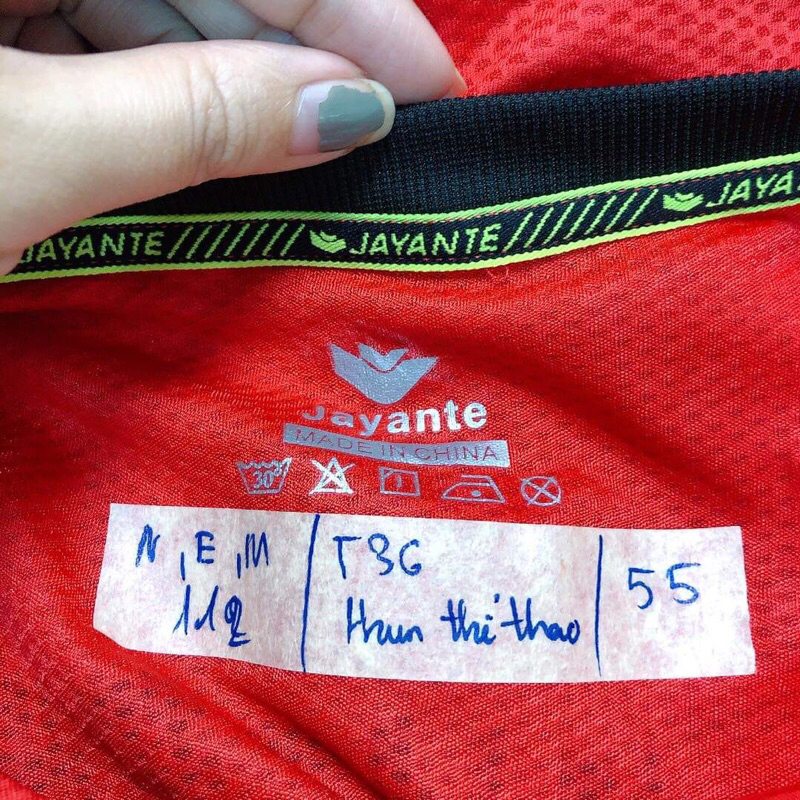 JAYANTE///////// JAYANTE///////// JAYA
Jayante
MADE IN CHINA
30°
N, E, M
112
T36
thun thể thao
55